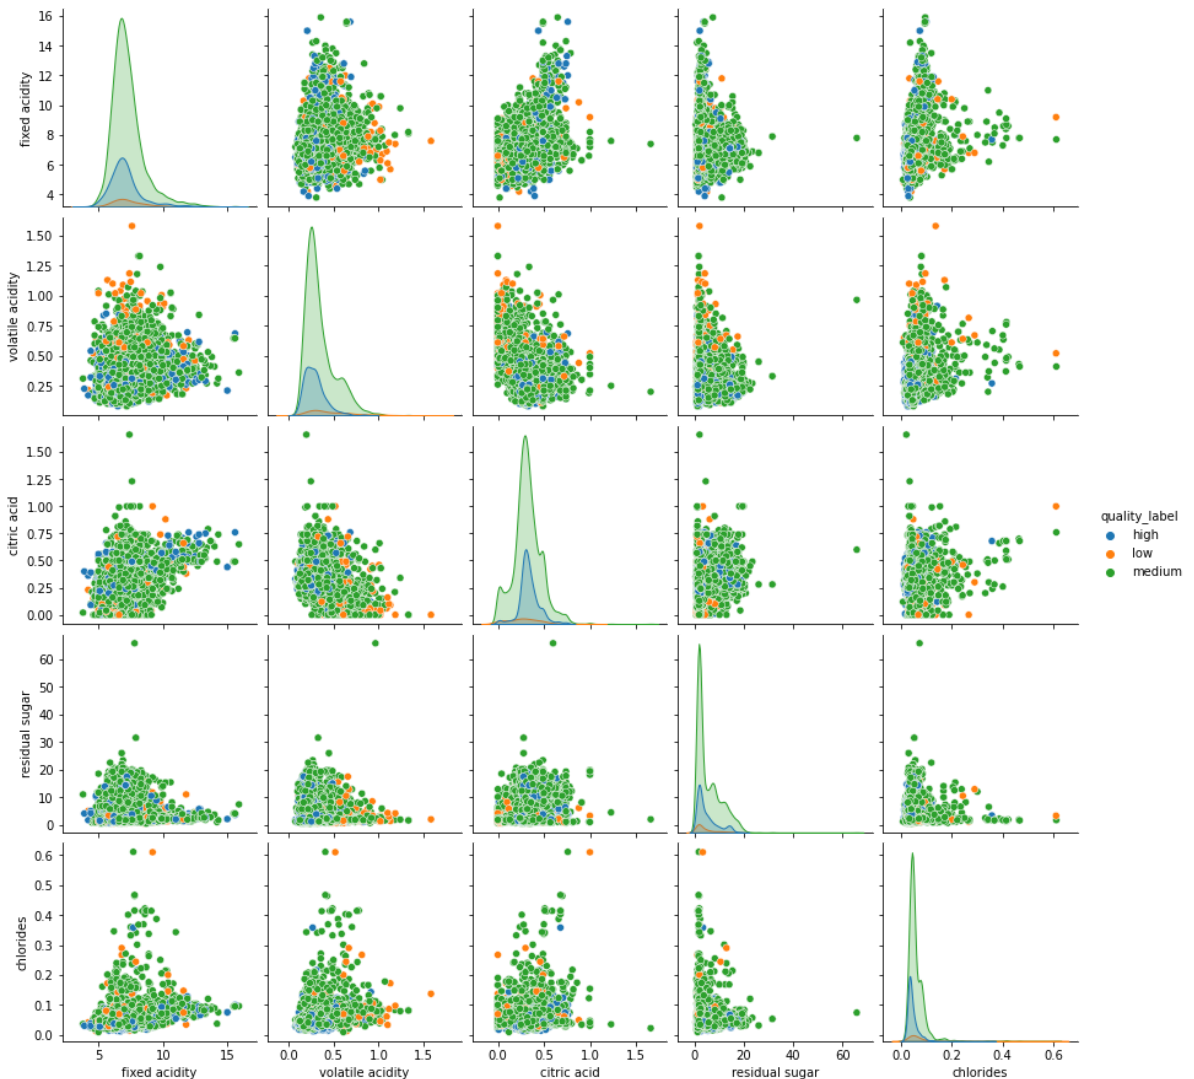 16
14
12
10
8
6
4
fixed acidity
1.50
1.25
1.00
0.75
0.50
0.25
volatile acidity
1.50
1.25
1.00
0.75
0.50
0.25
0.00
citric acid
quality_label
high
low
medium
60
50
40
30
20
10
0
residual sugar
0.6
0.5
0.4
0.3
0.2
0.1
0.0
chlorides
5 10 15
0.0 0.5 1.0 1.5
0.0 0.5 1.0 1.5
0 20 40 60
0.0 0.2 0.4 0.6
fixed acidity
volatile acidity
citric acid
residual sugar
chlorides